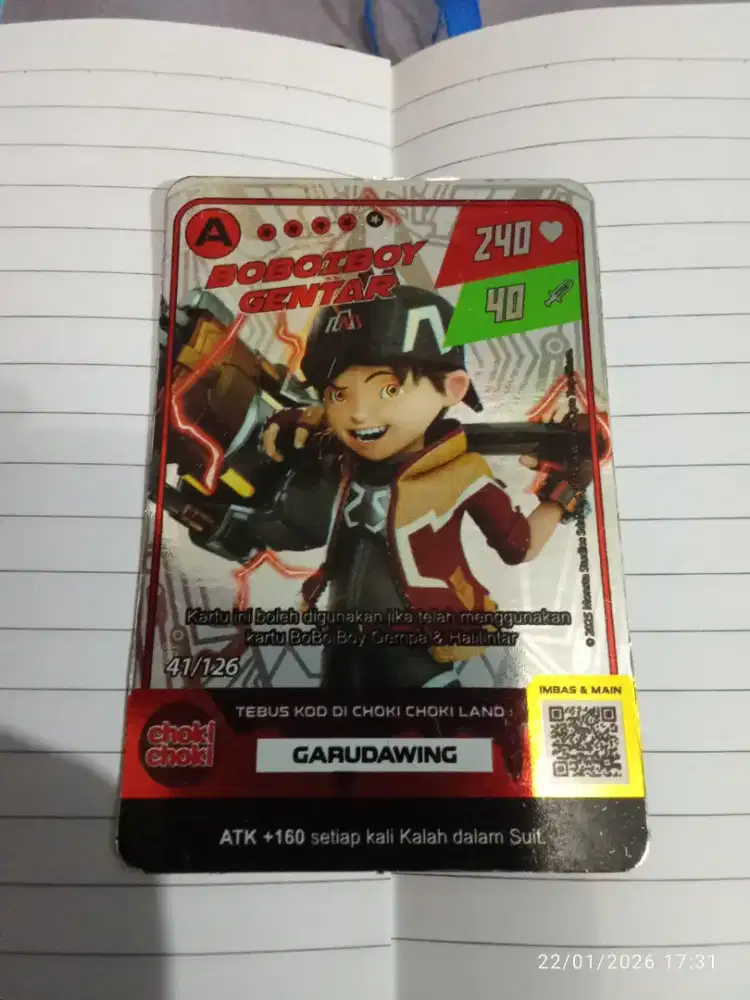 A
BOBOIBOY
GENTAR
240
40
25
Kartu ini boleh digunakan jika telah menggunakan
kartu BoBoiBoy Gempa & Halilintar
© 2025 Monsta Studios
41/126
IMBAS & MAIN
TEBUS KOD DI CHOKI CHOKI LAND :
choki
choki
GARUDAWING
ATK +160 setiap kali Kalah dalam Suit.
22/01/2026 17:31